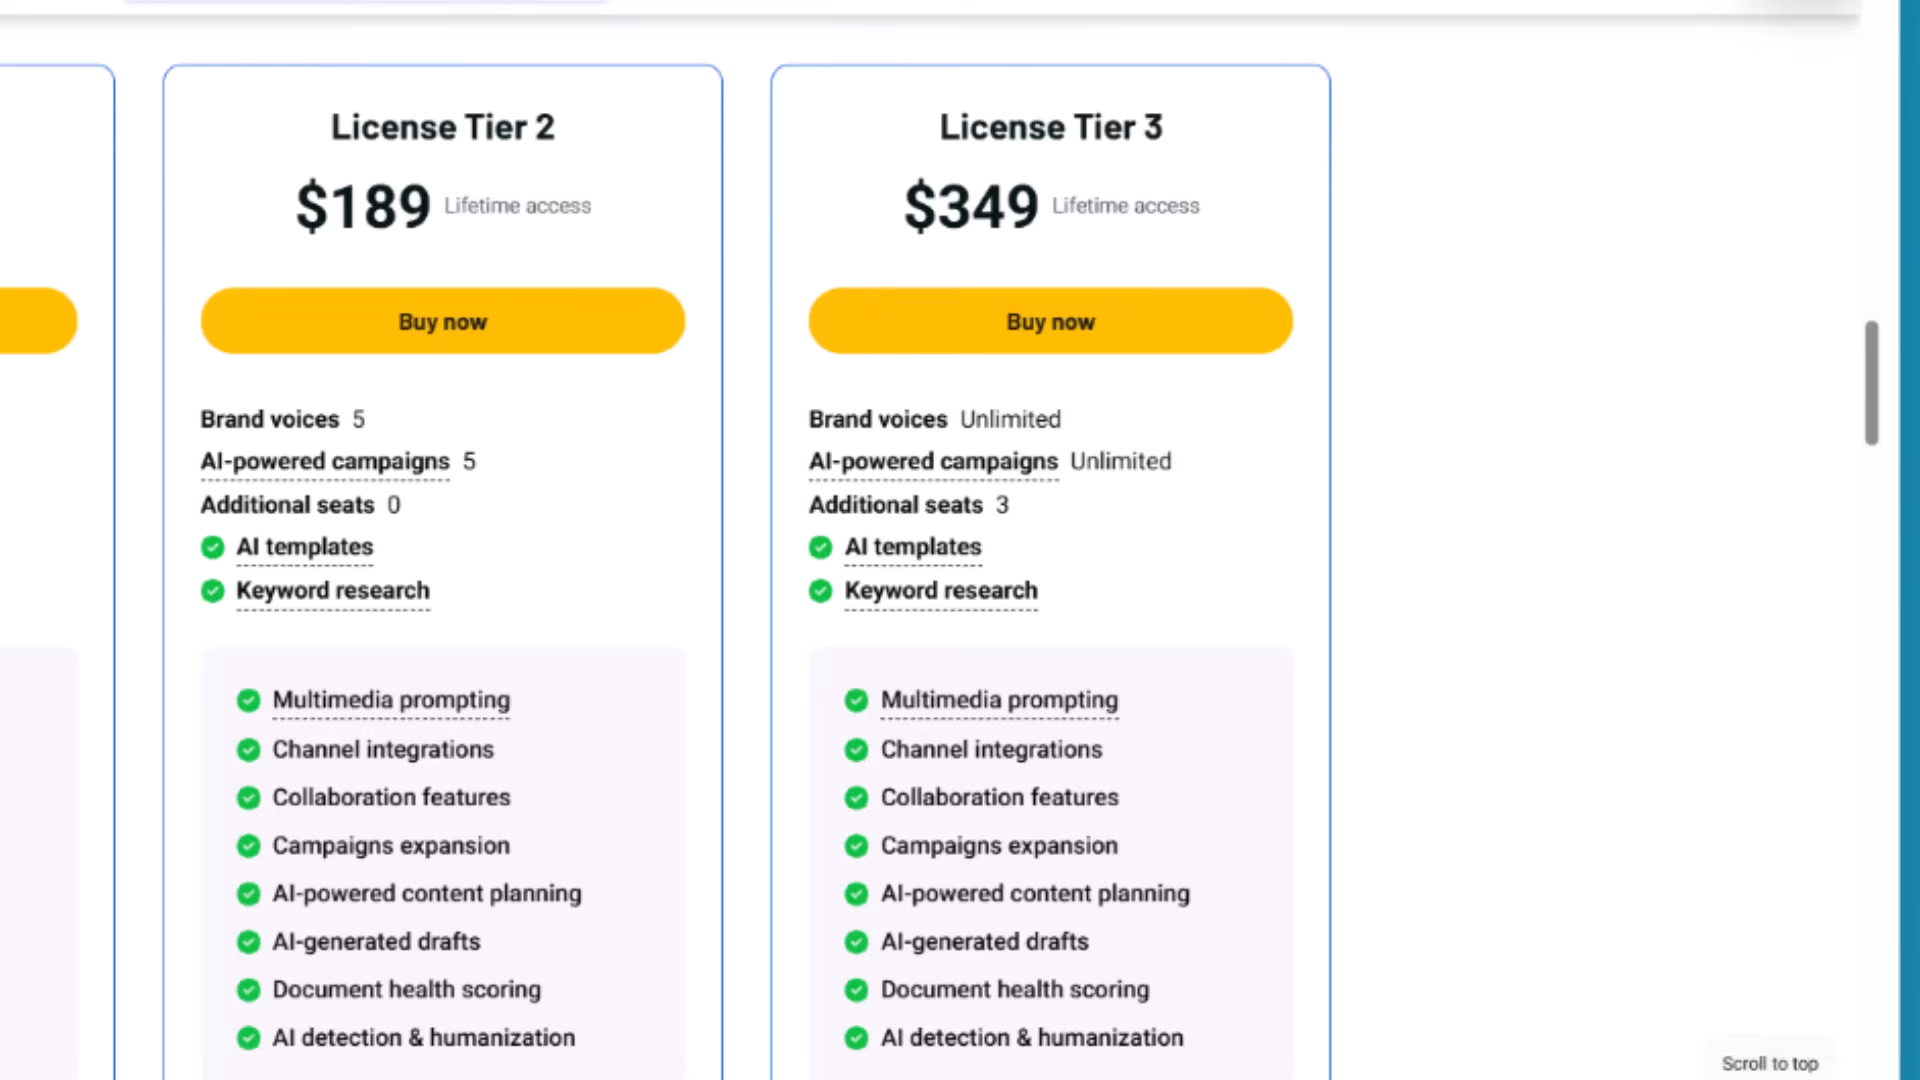 License Tier 2
$189 Lifetime access
Buy now
Brand voices 5
AI-powered campaigns 5
Additional seats 0
AI templates
Keyword research
Multimedia prompting
Channel integrations
Collaboration features
Campaigns expansion
AI-powered content planning
AI-generated drafts
Document health scoring
AI detection & humanization
License Tier 3
$349 Lifetime access
Buy now
Brand voices Unlimited
AI-powered campaigns Unlimited
Additional seats 3
AI templates
Keyword research
Multimedia prompting
Channel integrations
Collaboration features
Campaigns expansion
AI-powered content planning
AI-generated drafts
Document health scoring
AI detection & humanization
Scroll to top